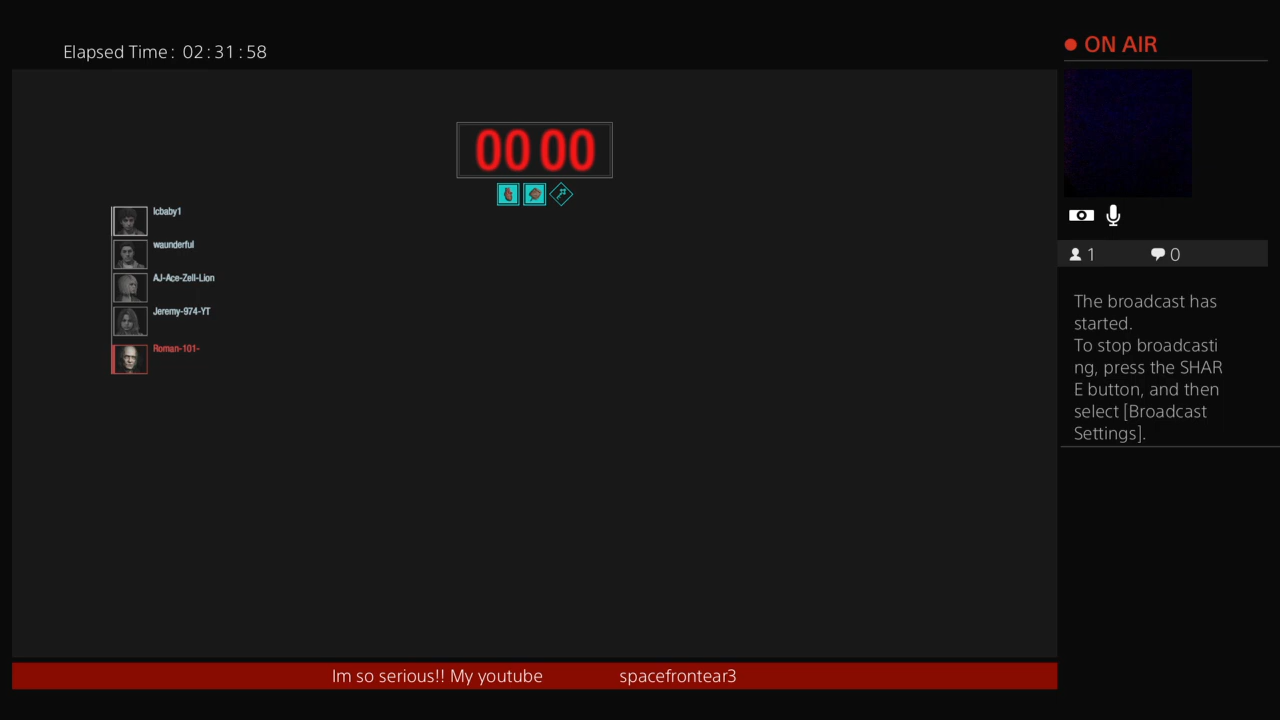 Elapsed Time: 02:31:58
ON AIR
00 00
lcbaby1
waunderful
AJ-Ace-Zell-Lion
Jeremy-974-YT
Roman-101-
1
0
The broadcast has
started.
To stop broadcasti
ng, press the SHAR
E button, and then
select [Broadcast
Settings].
Im so serious!! My youtube spacefrontear3